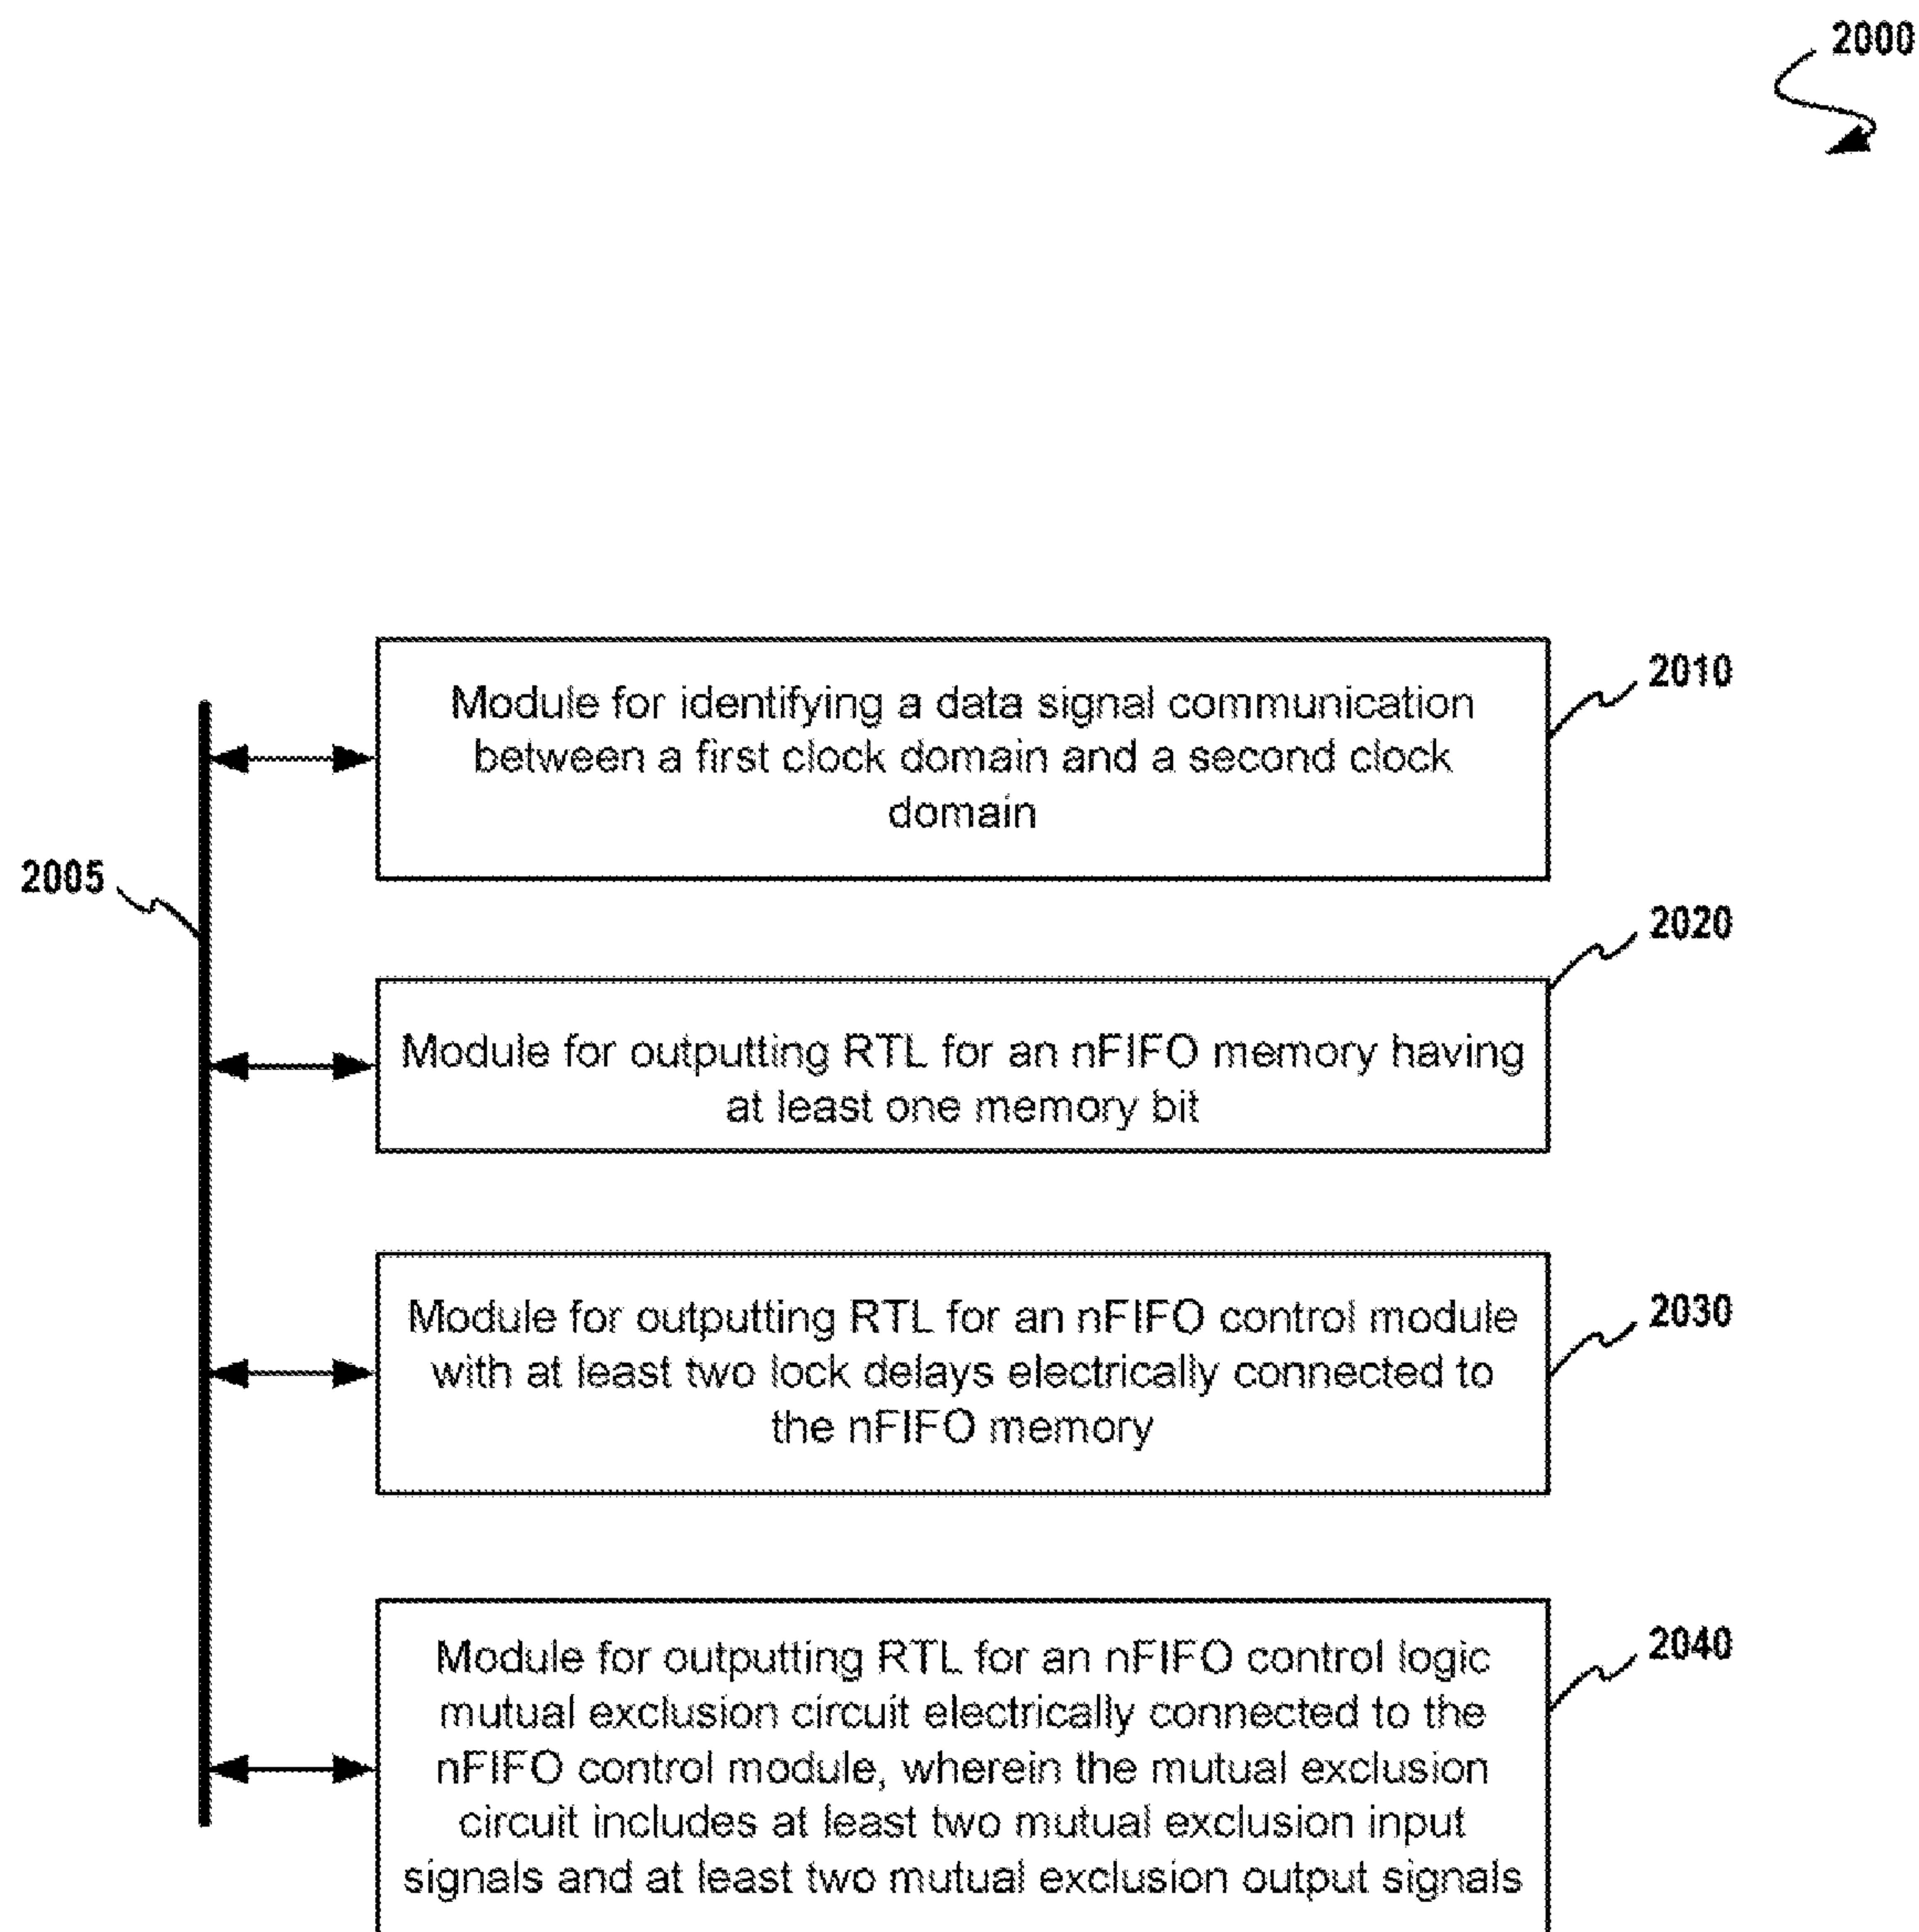 2000
Module for identifying a data signal communication
between a first clock domain and a second clock
domain
2010
2005
2020
Module for outputting RTL for an nFIFO memory having
at least one memory bit
Module for outputting RTL for an nFIFO control module
with at least two lock delays electrically connected to
the nFIFO memory
2030
Module for outputting RTL for an nFIFO control logic
mutual exclusion circuit electrically connected to the
nFIFO control module, wherein the mutual exclusion
circuit includes at least two mutual exclusion input
signals and at least two mutual exclusion output signals
2040